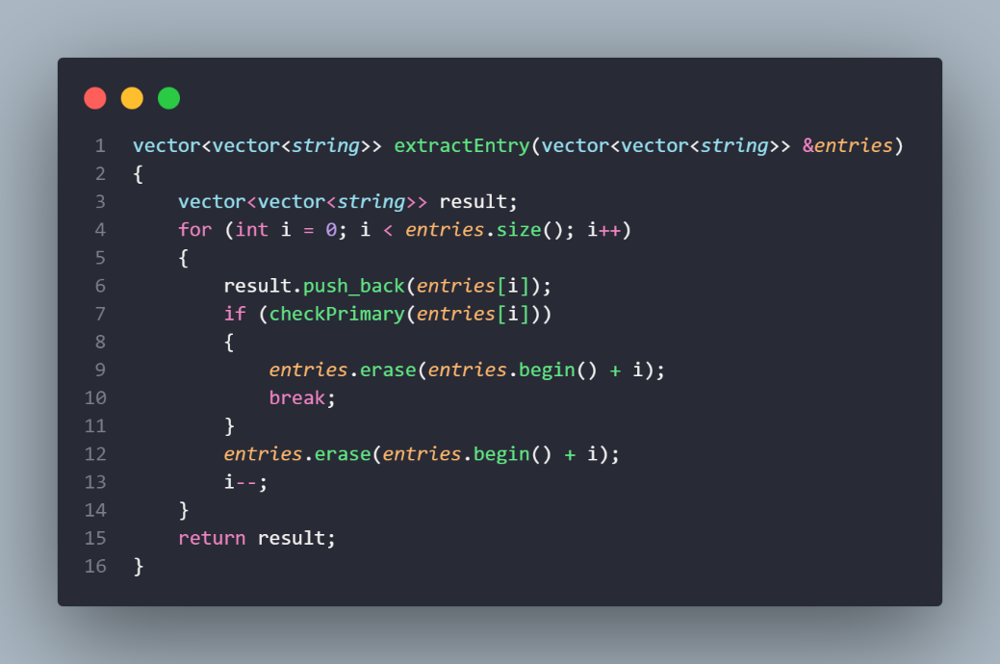 1 vector<vector<string>> extractEntry(vector<vector<string>> &entries)
2 {
3     vector<vector<string>> result;
4     for (int i = 0; i < entries.size(); i++)
5     {
6         result.push_back(entries[i]);
7         if (checkPrimary(entries[i]))
8         {
9             entries.erase(entries.begin() + i);
10             break;
11         }
12         entries.erase(entries.begin() + i);
13         i--;
14     }
15     return result;
16 }